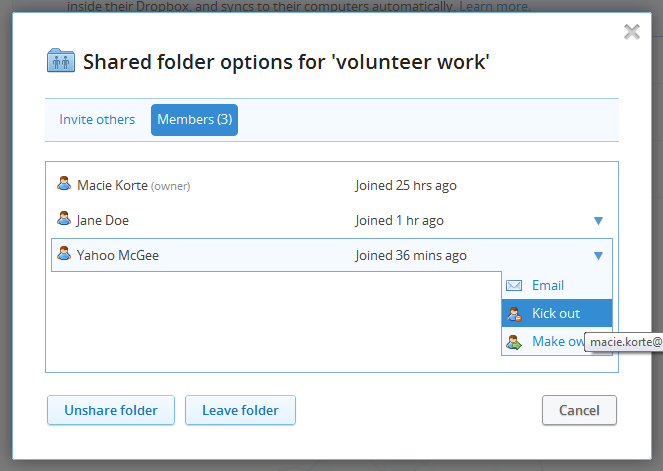 inside their Dropbox, and syncs to their computers automatically. Learn more.
Shared folder options for 'volunteer work'
Invite others Members (3)
Macie Korte (owner) Joined 25 hrs ago
Jane Doe Joined 1 hr ago
Yahoo McGee Joined 36 mins ago
Email
Kick out
Make ow
macie.korte@
Unshare folder Leave folder Cancel